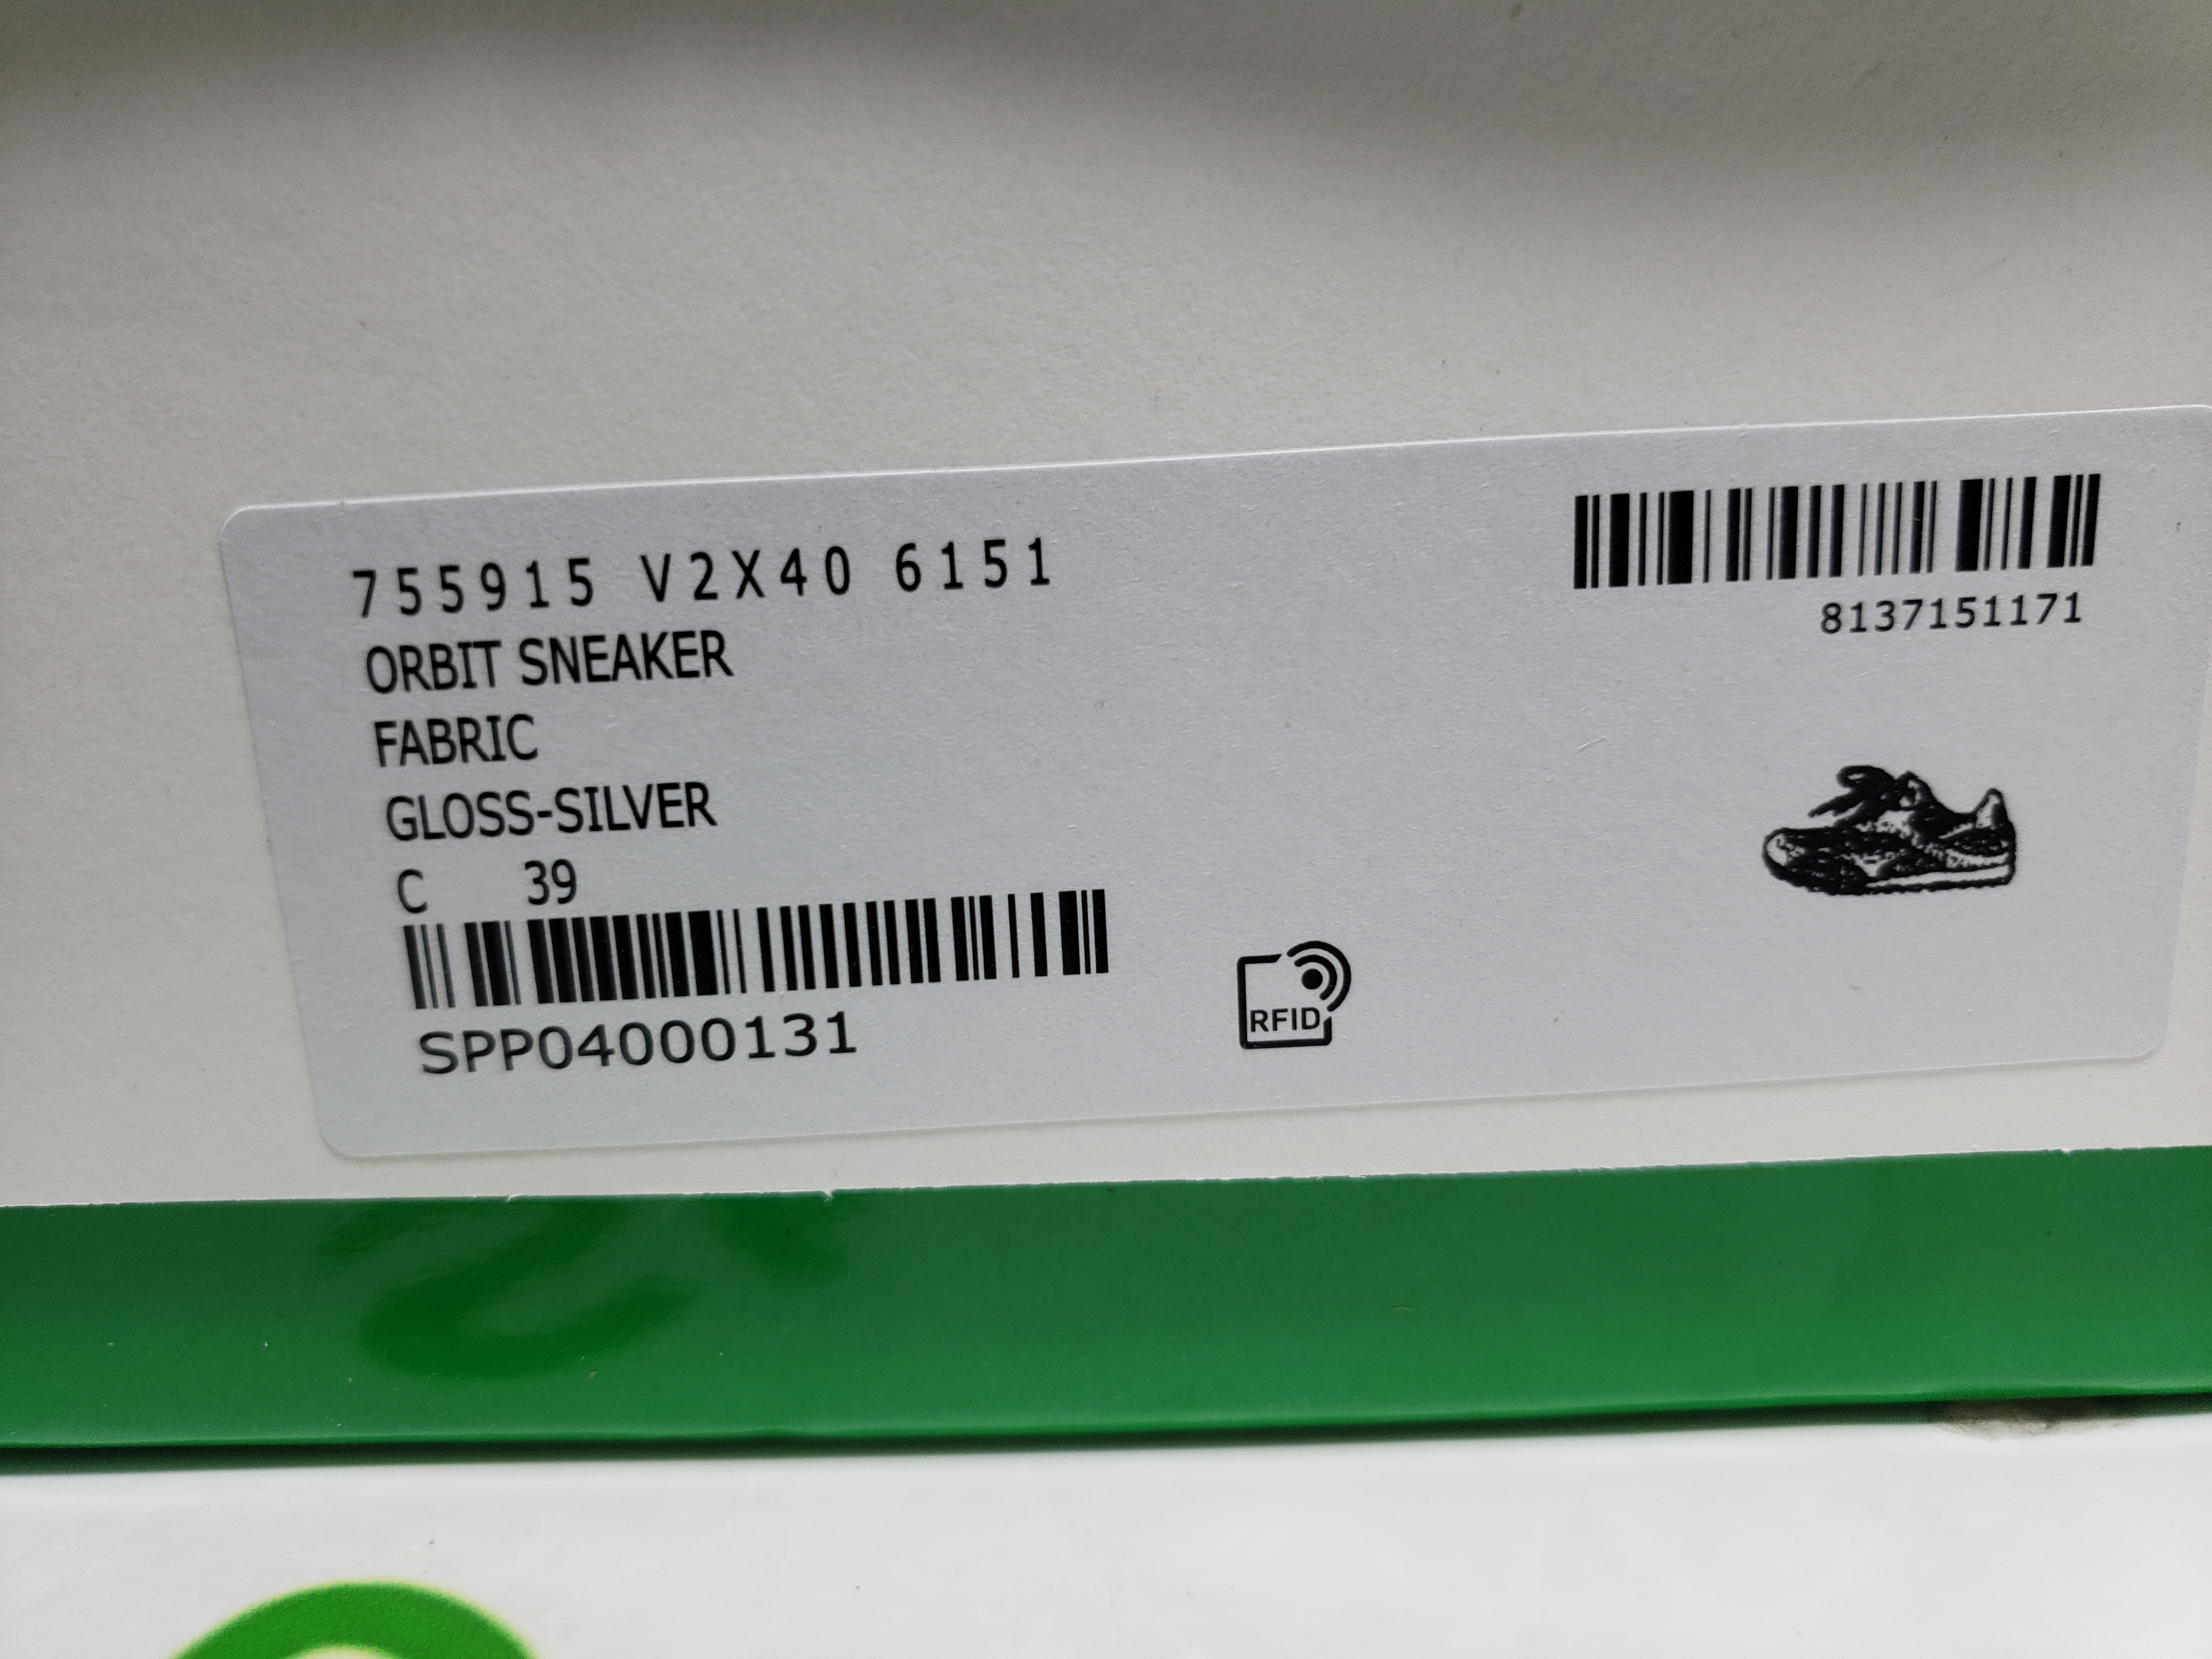 755915 V2X40 6151
ORBIT SNEAKER
FABRIC
GLOSS-SILVER
C 39
SPP04000131
8137151171
RFID